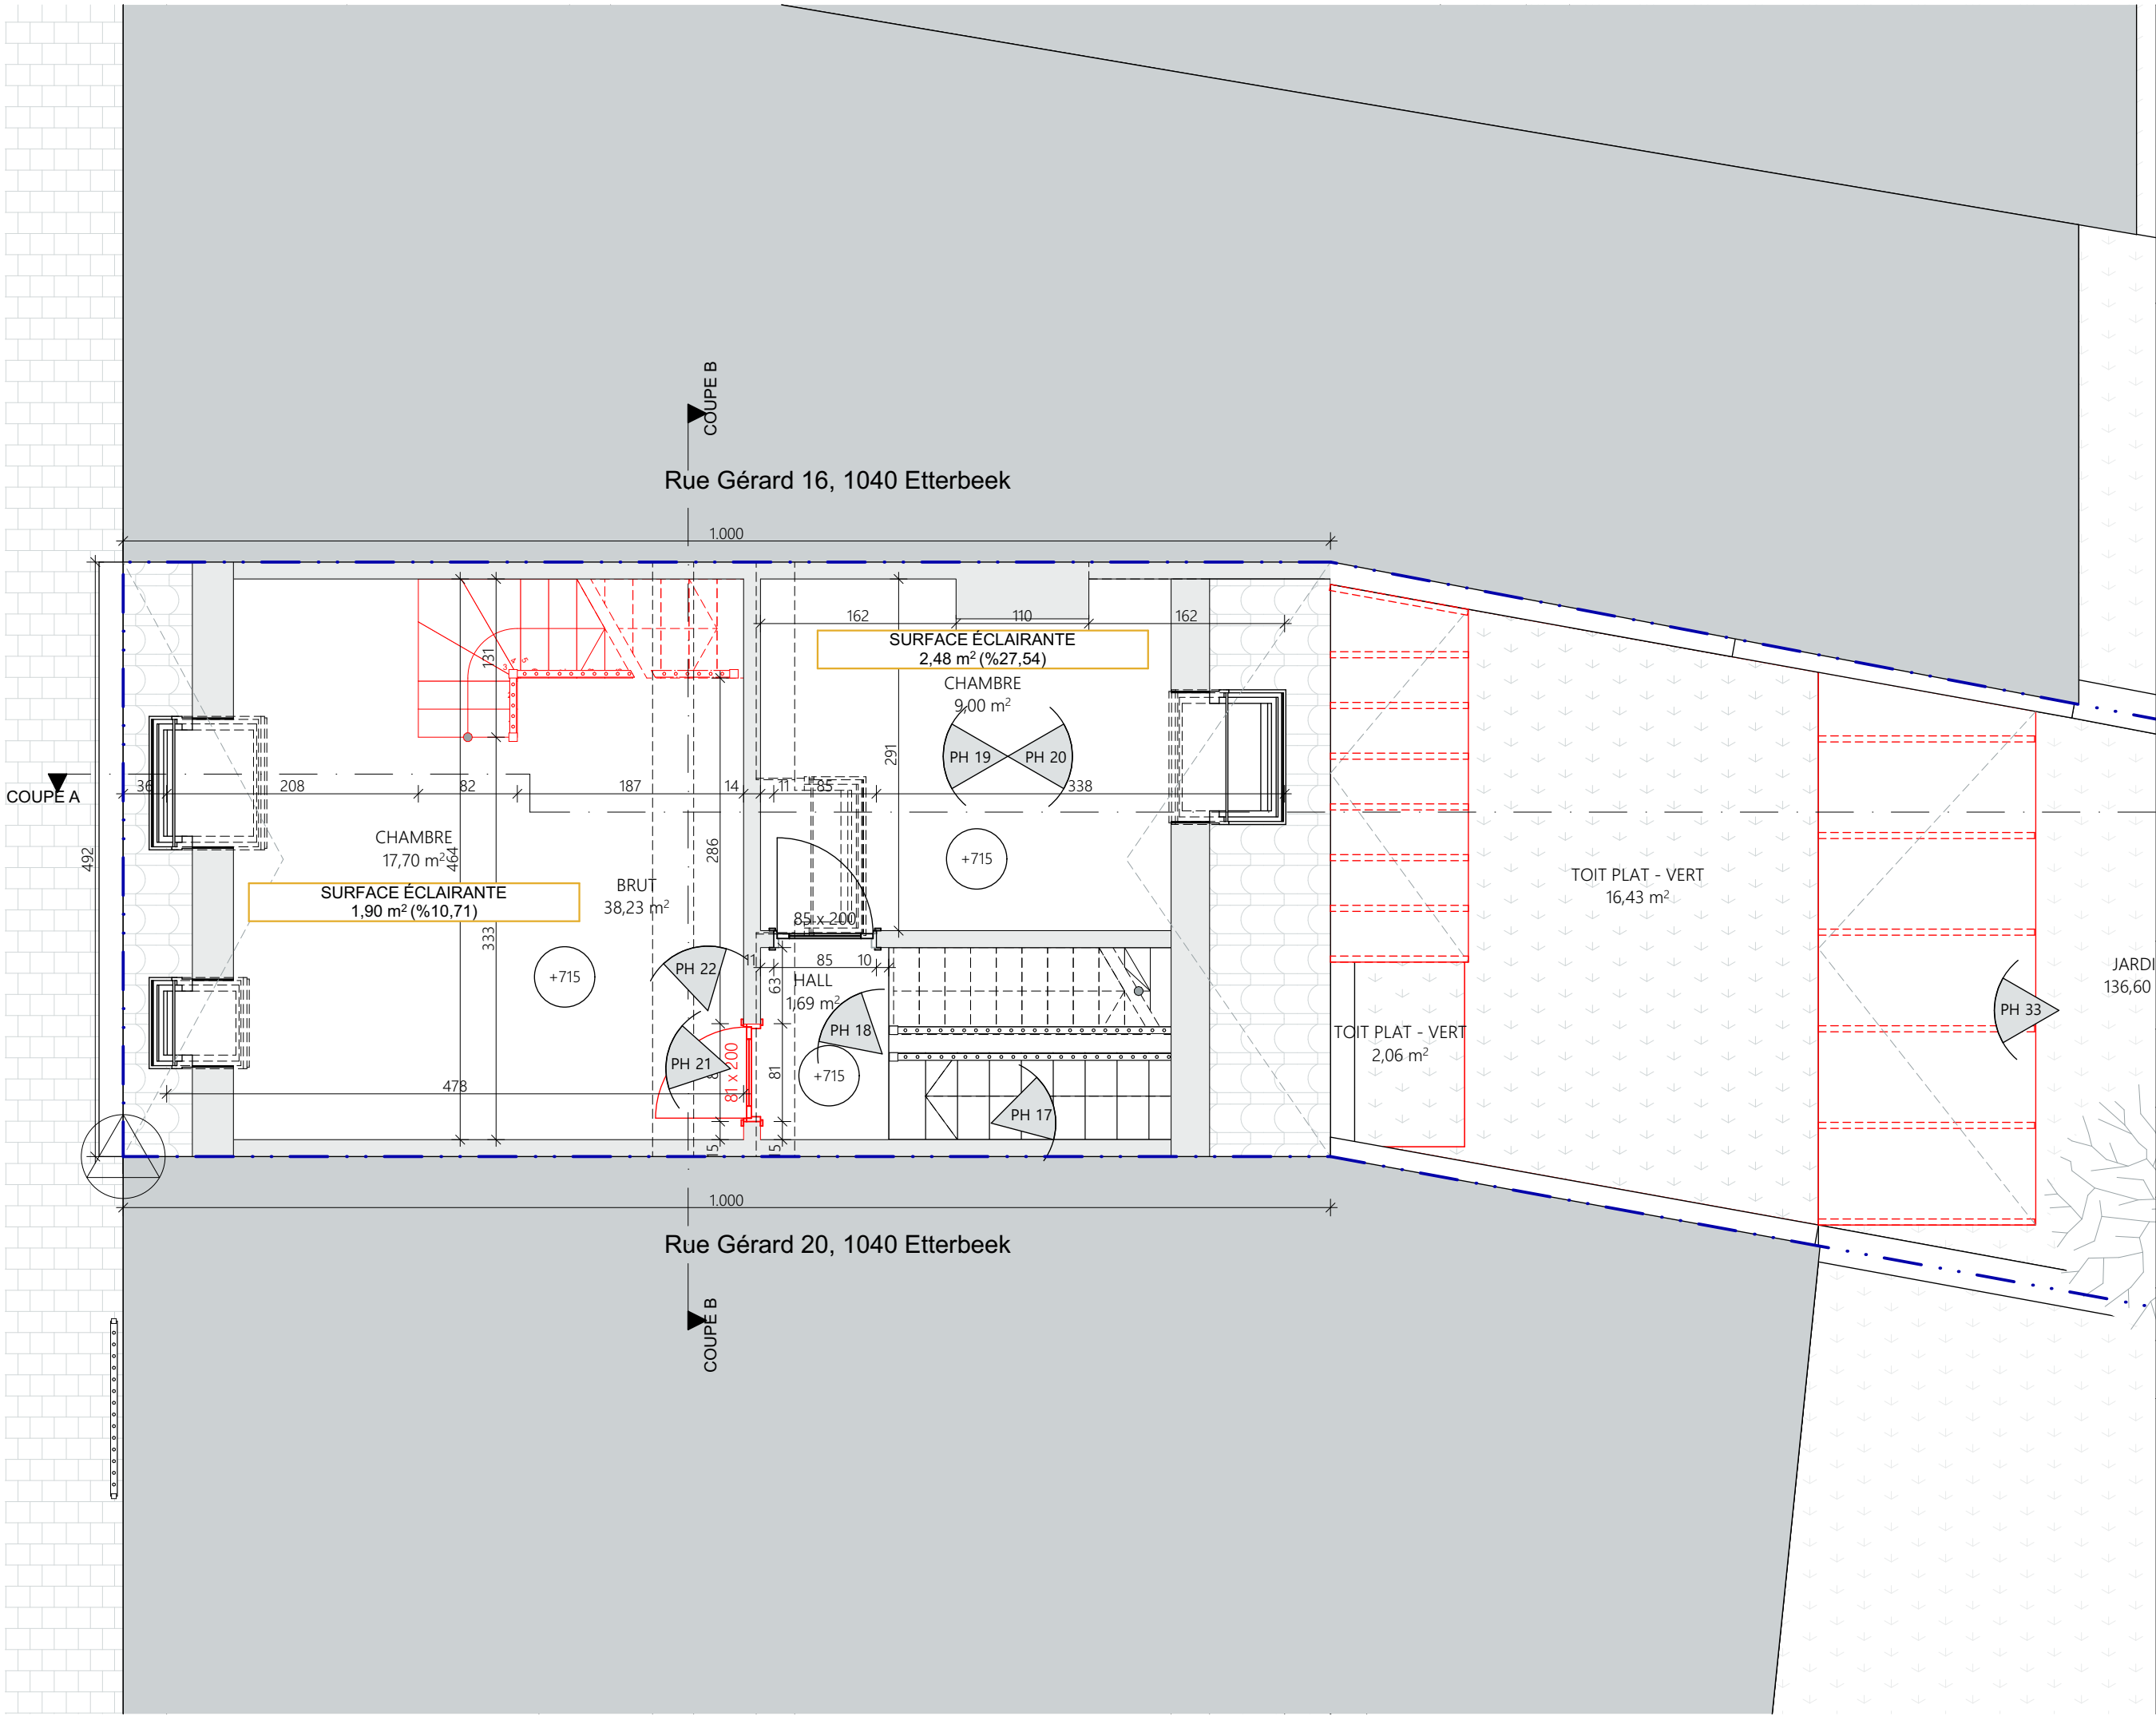 COUPE B
Rue Gérard 16, 1040 Etterbeek
1.000
162
110
162
SURFACE ÉCLAIRANTE
2,48 m² (%27,54)
CHAMBRE
9,00 m²
131
291
PH 19
PH 20
COUPE A
36
208
82
187
14
11
85
338
492
CHAMBRE
17,70 m²
464
286
+715
BRUT
38,23 m²
SURFACE ÉCLAIRANTE
1,90 m² (%10,71)
333
85 x 200
TOIT PLAT - VERT
16,43 m²
PH 22
11
85
10
+715
63
HALL
1,69 m²
JARDI
136,60
PH 33
PH 18
TOIT PLAT - VERT
2,06 m²
PH 21
81 x 200
81
+715
478
PH 17
15
15
1.000
Rue Gérard 20, 1040 Etterbeek
COUPE B